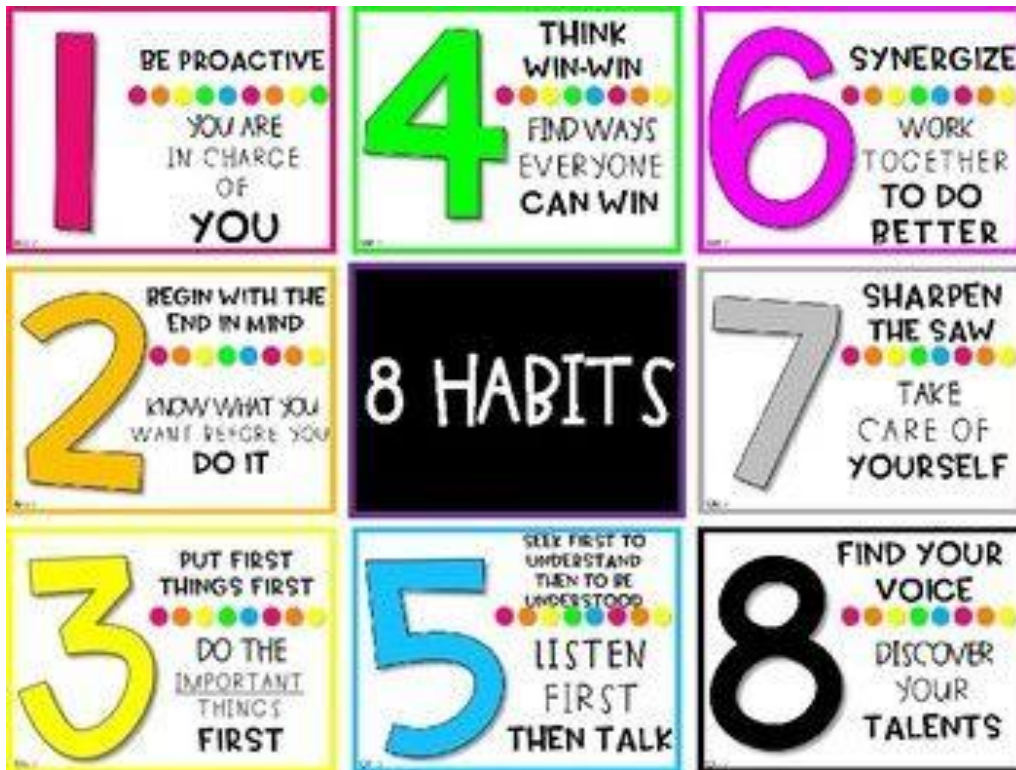 1
BE PROACTIVE
YOU ARE
IN CHARGE
OF
YOU
2
BEGIN WITH THE
END IN MIND
KNOW WHAT YOU
WANT BEFORE YOU
DO IT
3
PUT FIRST
THINGS FIRST
DO THE
IMPORTANT
THINGS
FIRST
4
THINK
WIN-WIN
FIND WAYS
EVERYONE
CAN WIN
8 HABITS
5
SEEK FIRST TO
UNDERSTAND
THEN TO BE
UNDERSTOOD
LISTEN
FIRST
THEN TALK
6
SYNERGIZE
WORK
TOGETHER
TO DO
BETTER
7
SHARPEN
THE SAW
TAKE
CARE OF
YOURSELF
8
FIND YOUR
VOICE
DISCOVER
YOUR
TALENTS